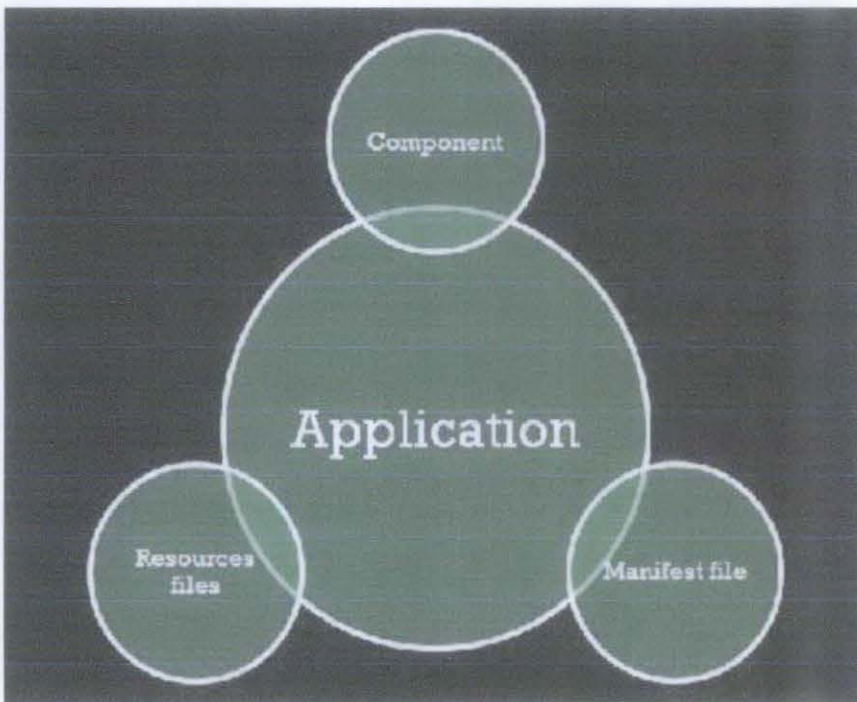 Component
Application
Resources
files
Manifest file